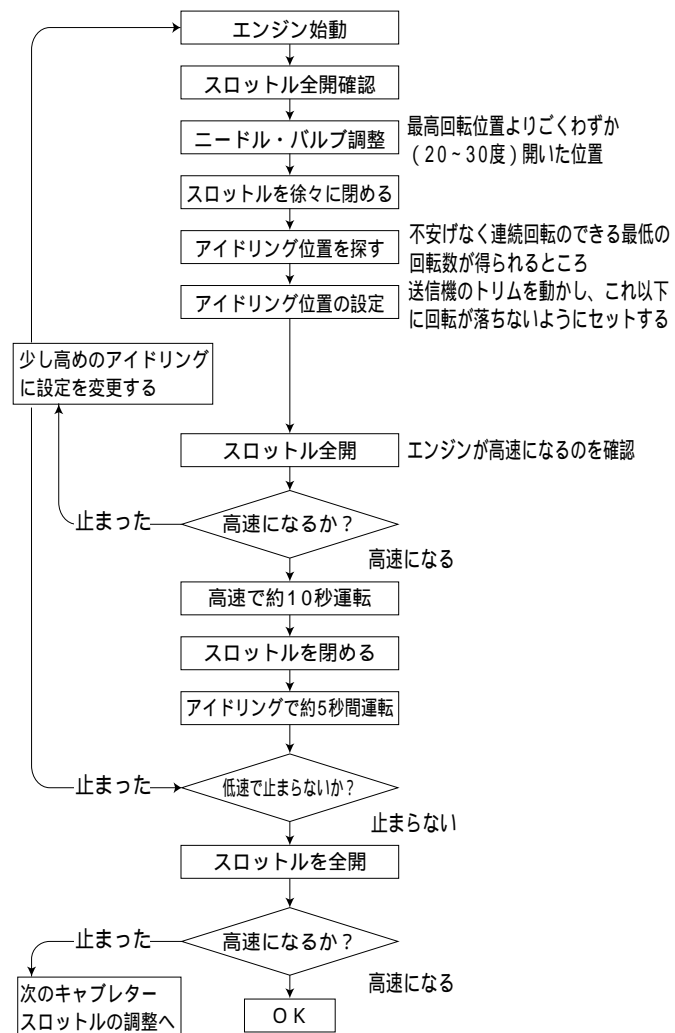 エンジン始動
スロットル全開確認
ニードル・バルブ調整
最高回転位置よりごくわずか
(20~30度)開いた位置
スロットルを徐々に閉める
アイドリング位置を探す
不安げなく連続回転のできる最低の
回転数が得られるところ
アイドリング位置の設定
送信機のトリムを動かし、これ以下
に回転が落ちないようにセットする
少し高めのアイドリング
に設定を変更する
スロットル全開
エンジンが高速になるのを確認
止まった
高速になるか?
高速になる
高速で約10秒運転
スロットルを閉める
アイドリングで約5秒間運転
止まった
低速で止まらないか?
止まらない
スロットルを全開
止まった
高速になるか?
高速になる
次のキャブレター
スロットルの調整へ
OK